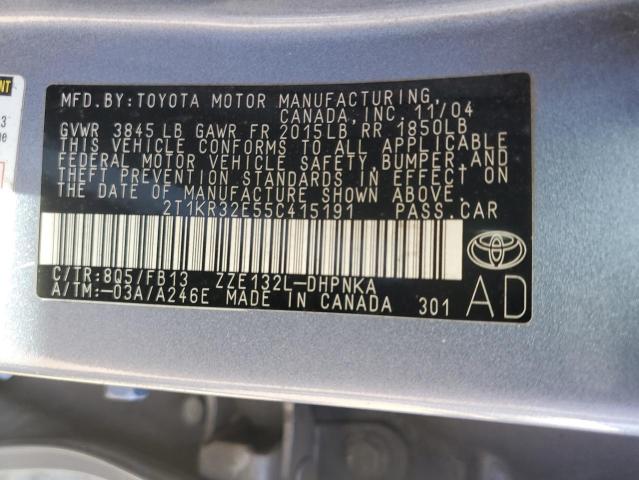 MFD.BY:TOYOTA MOTOR MANUFACTURING,
CANADA, INC. 11/04
GVWR 3845 LB GAWR FR 2015LB RR 1850LB
THIS VEHICLE CONFORMS TO ALL APPLICABLE
FEDERAL MOTOR VEHICLE SAFETY, BUMPER, AND
THEFT PREVENTION STANDARDS IN EFFECT ON
THE DATE OF MANUFACTURE SHOWN ABOVE.
2T1KR32E55C415191 PASS.CAR
C/TR:8Q5/FB13 ZZE132L-DHPNKA
A/TM:-03A/A246E MADE IN CANADA 301
AD